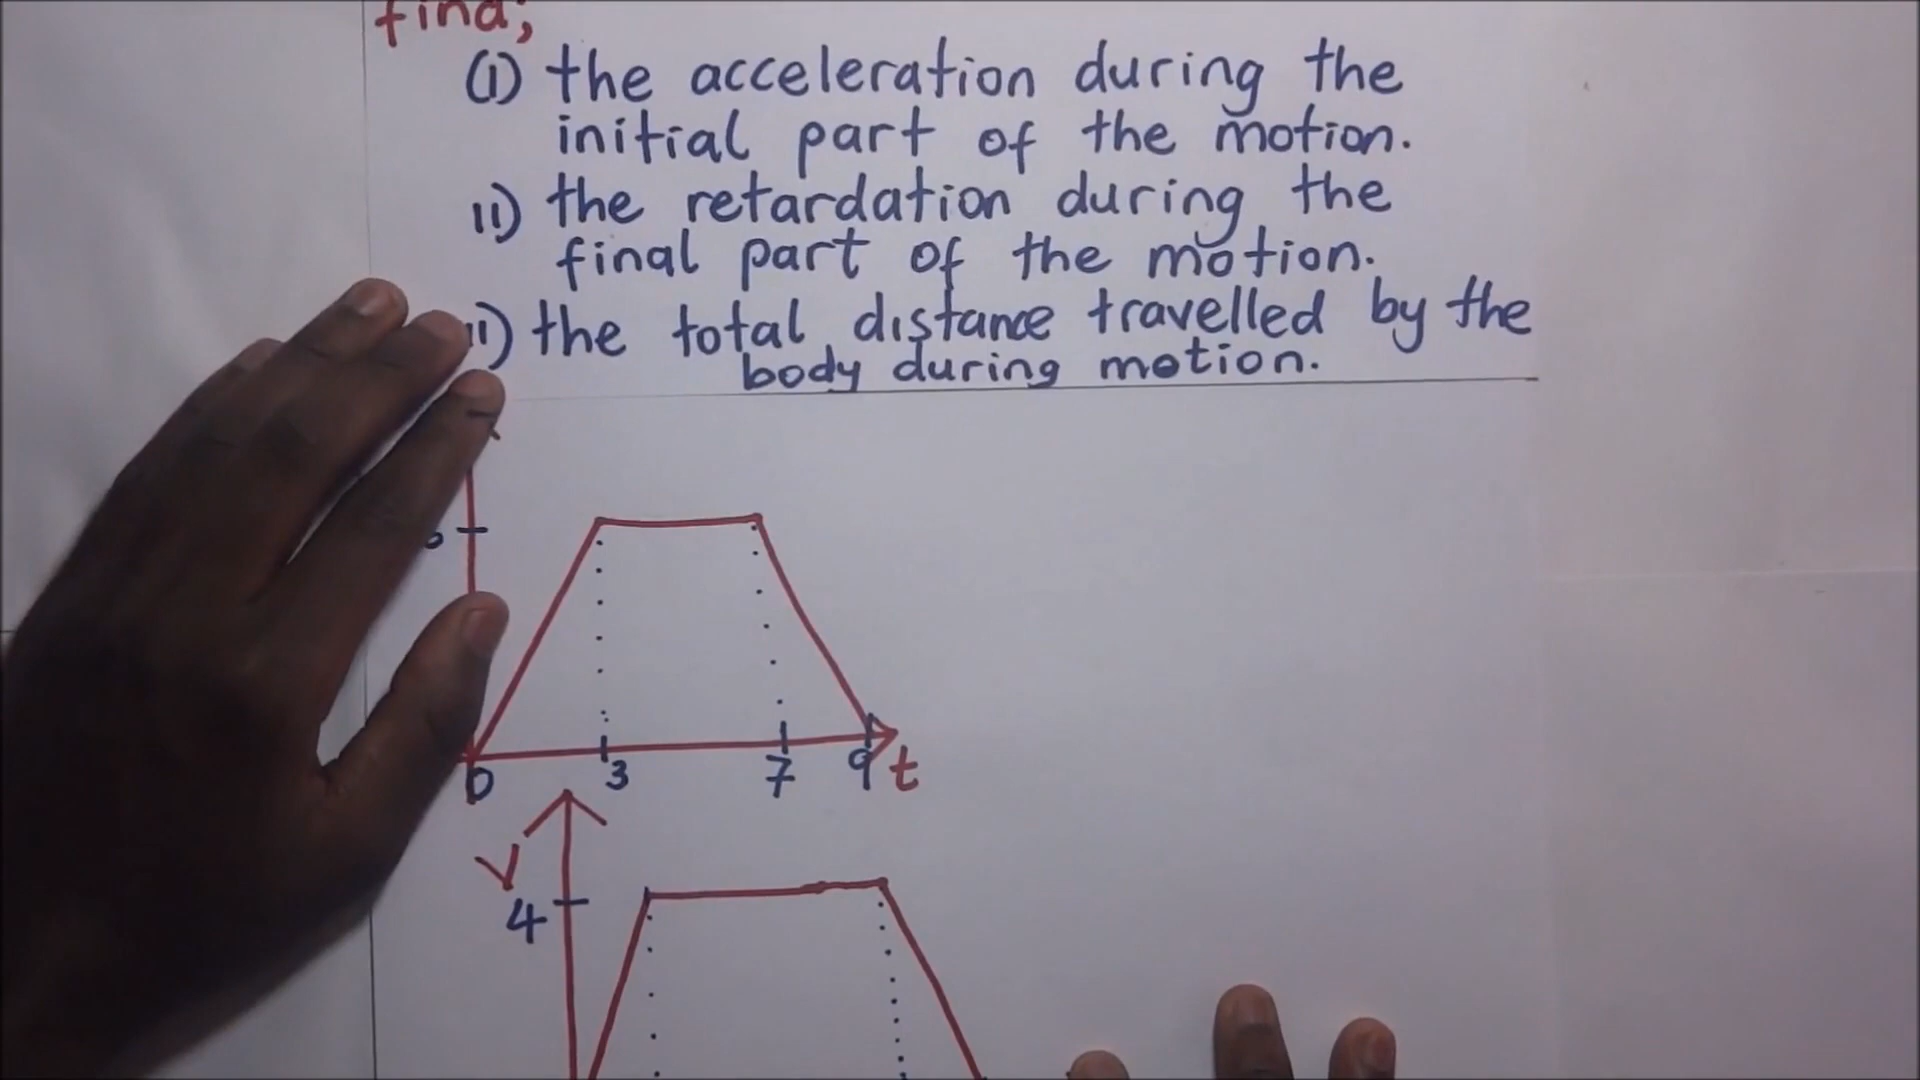 find;
(i) the acceleration during the
initial part of the motion.
ii) the retardation during the
final part of the motion.
ii) the total distance travelled by the
body during motion.
0 3 7 9 t
V
4